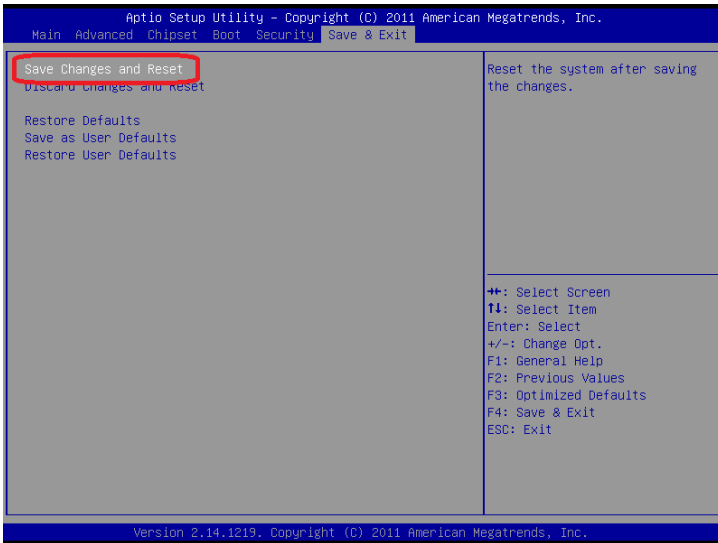 Aptio Setup Utility – Copyright (C) 2011 American Megatrends, Inc.
Main Advanced Chipset Boot Security Save & Exit
Save Changes and Reset
Discard Changes and Reset
Restore Defaults
Save as User Defaults
Restore User Defaults
Reset the system after saving
the changes.
→←: Select Screen
↑↓: Select Item
Enter: Select
+/-: Change Opt.
F1: General Help
F2: Previous Values
F3: Optimized Defaults
F4: Save & Exit
ESC: Exit
Version 2.14.1219. Copyright (C) 2011 American Megatrends, Inc.